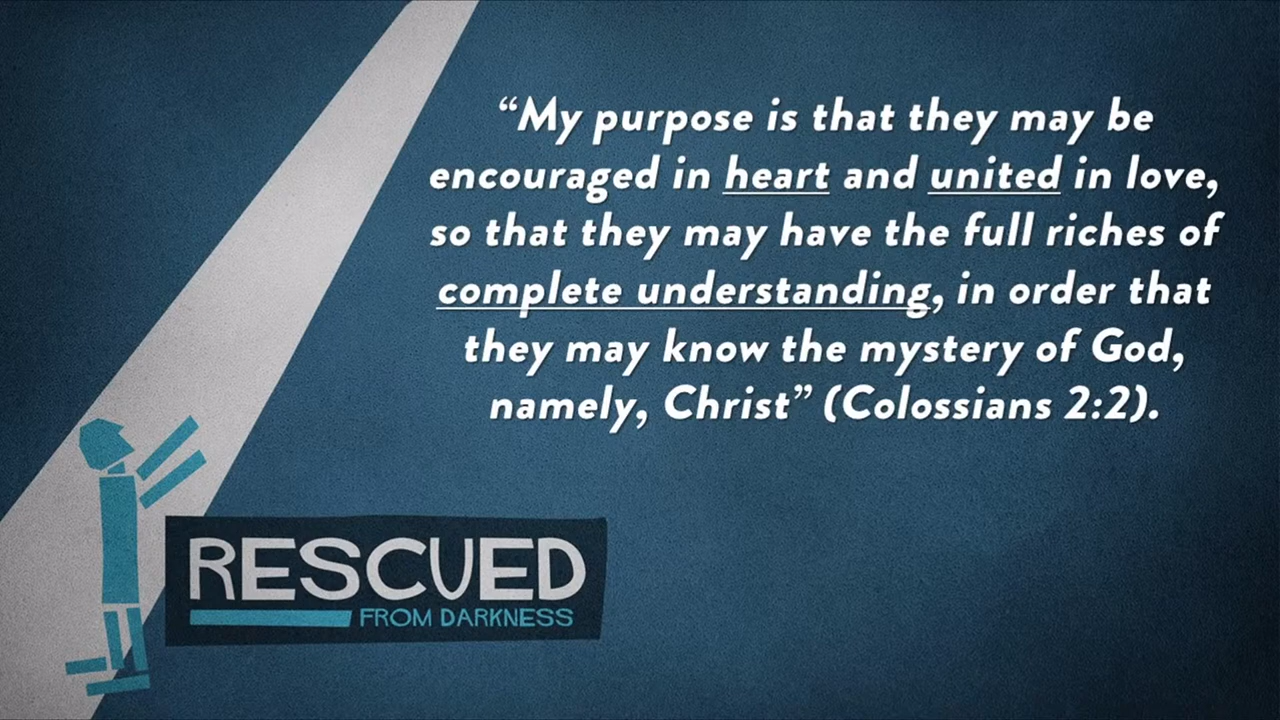 “My purpose is that they may be
encouraged in heart and united in love,
so that they may have the full riches of
complete understanding, in order that
they may know the mystery of God,
namely, Christ” (Colossians 2:2).
RESCUED
FROM DARKNESS